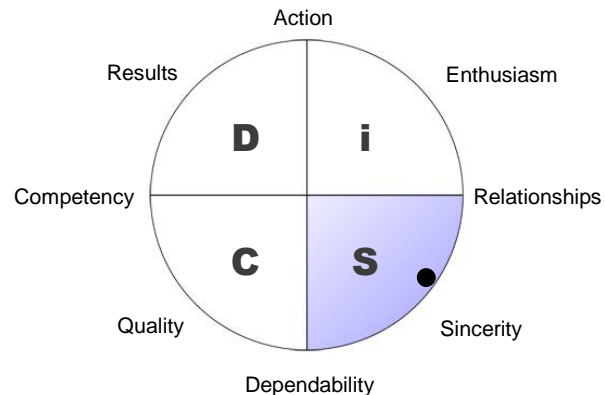 Action
Results
Enthusiasm
D
i
Competency
Relationships
C
S
Quality
Sincerity
Dependability